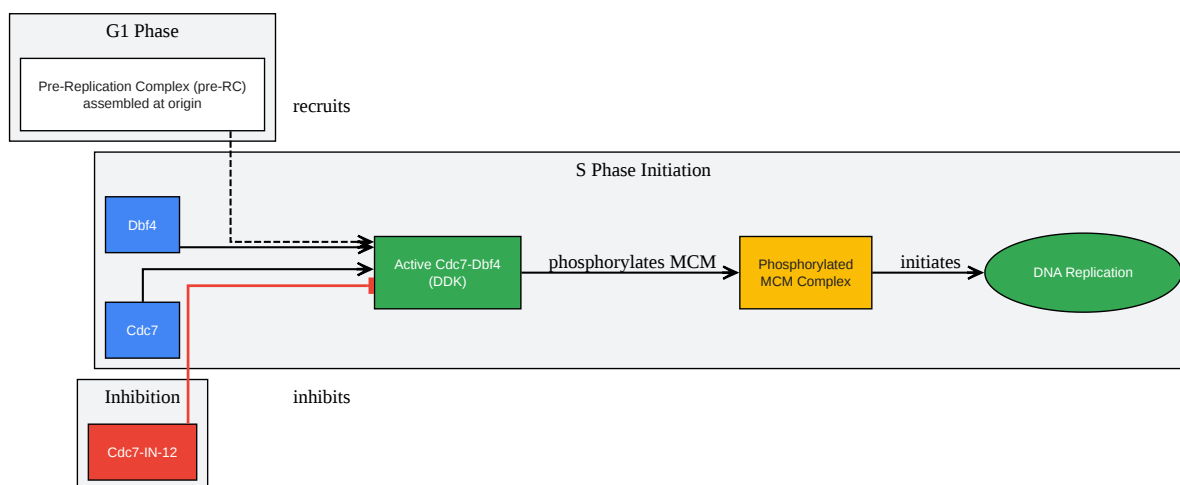 G1 Phase
Pre-Replication Complex (pre-RC)
assembled at origin
recruits
S Phase Initiation
Dbf4
Active Cdc7-Dbf4
(DDK)
phosphorylates MCM
Phosphorylated
MCM Complex
initiates
DNA Replication
Cdc7
Inhibition
inhibits
Cdc7-IN-12